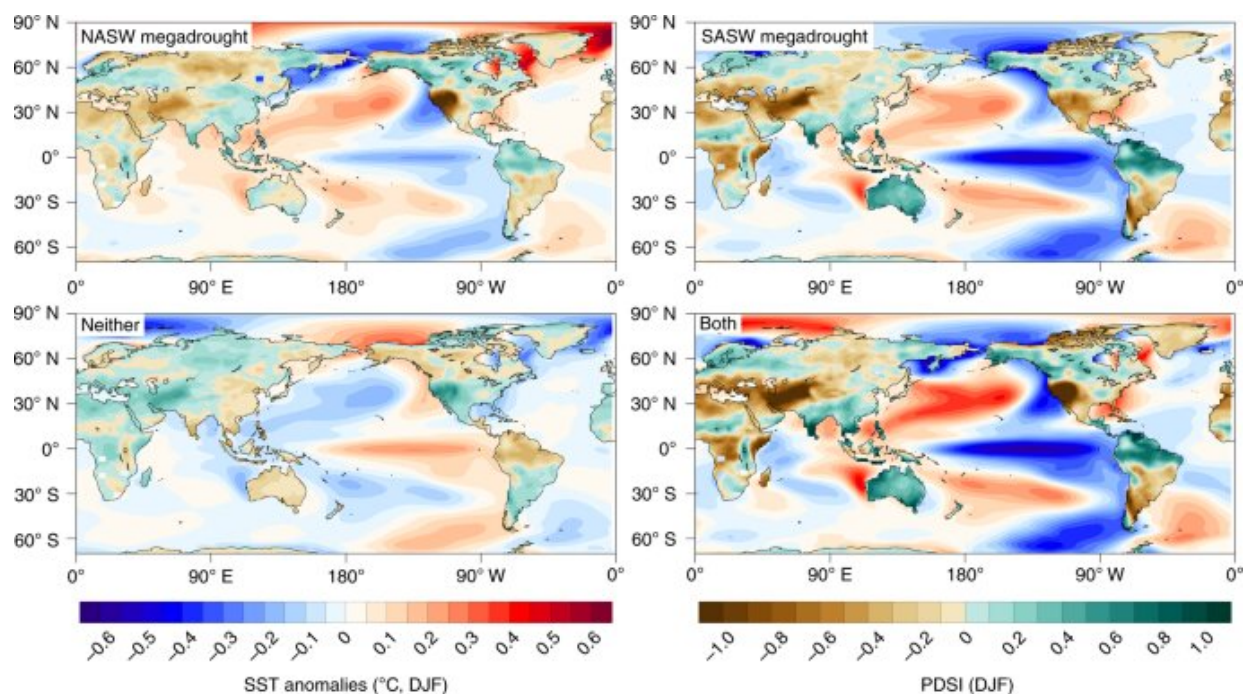 90° N
60° N
30° N
0°
30° S
60° S
NASW megadrought
0°
90° E
180°
90° W
0°
90° N
60° N
30° N
0°
30° S
60° S
SASW megadrought
0°
90° E
180°
90° W
0°
90° N
60° N
30° N
0°
30° S
60° S
Neither
0°
90° E
180°
90° W
0°
90° N
60° N
30° N
0°
30° S
60° S
Both
0°
90° E
180°
90° W
0°
–0.6 –0.5 –0.4 –0.3 –0.2 –0.1 0 0.1 0.2 0.3 0.4 0.5 0.6
SST anomalies (°C, DJF)
–1.0 –0.8 –0.6 –0.4 –0.2 0 0.2 0.4 0.6 0.8 1.0
PDSI (DJF)